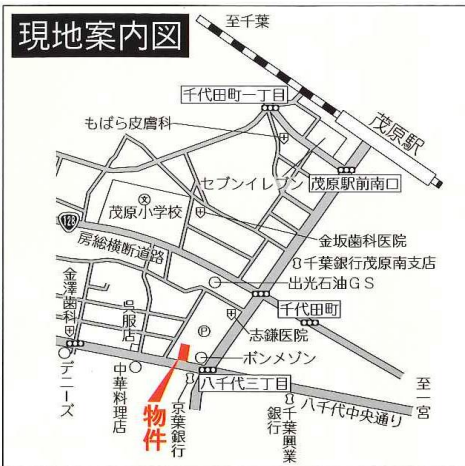 現地案内図
至千葉
千代田町一丁目
もばら皮膚科
茂原駅
セブンイレブン
茂原駅前南口
文
茂原小学校
128
金坂歯科医院
房総横断道路
千葉銀行茂原南支店
出光石油GS
金澤歯科
呉服店
千代田町
志鎌医院
P
ボンメゾン
デニーズ
中華料理店
物件
京葉銀行
八千代三丁目
千葉興業銀行
八千代中央通り
至一宮